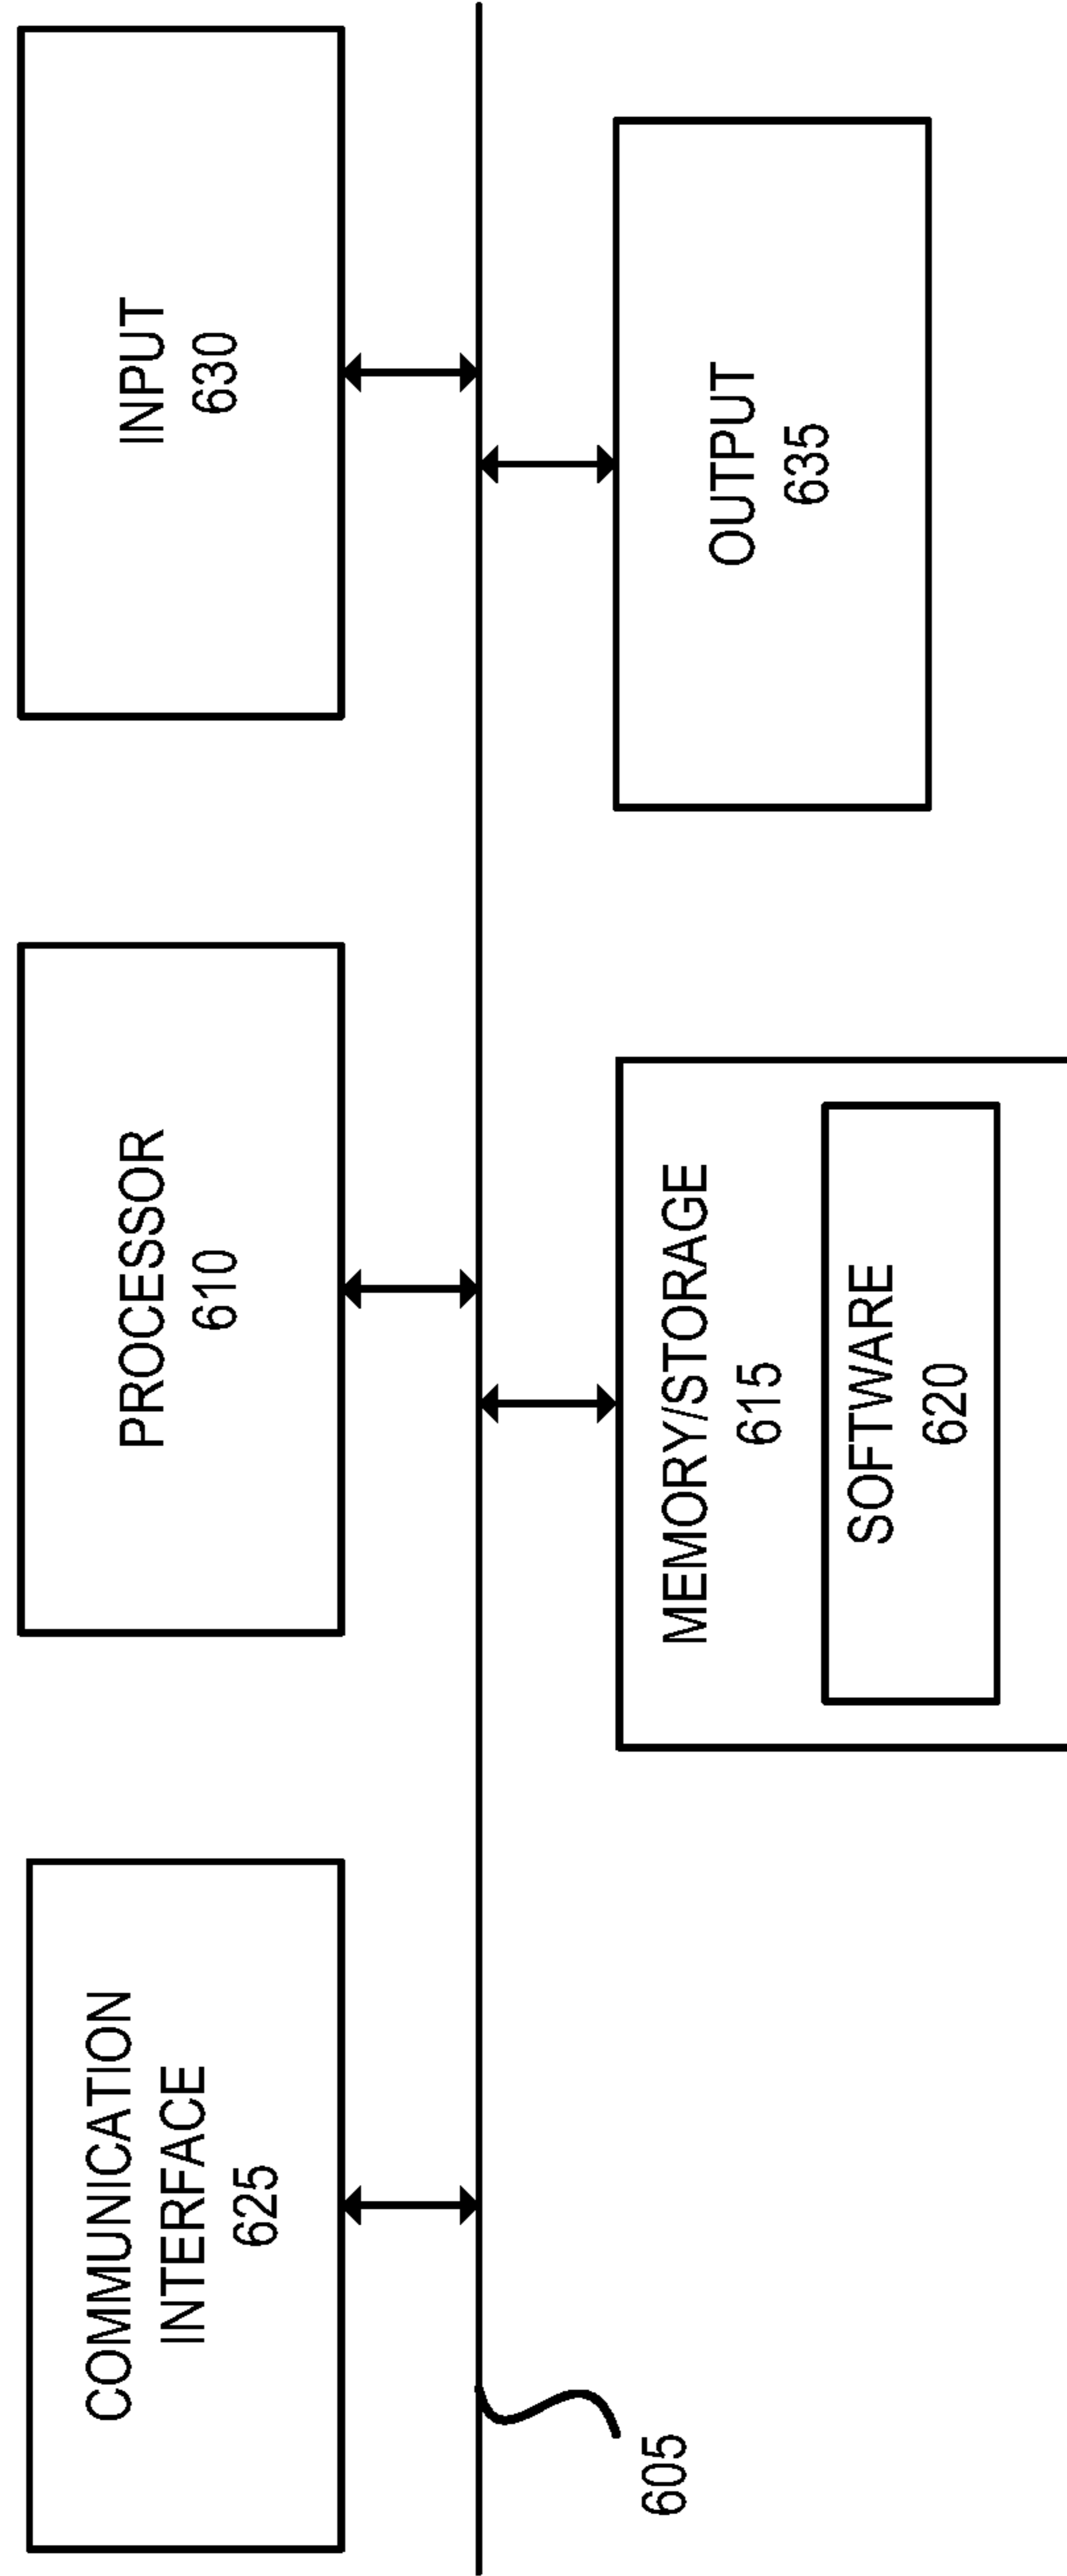 COMMUNICATION
INTERFACE
625
PROCESSOR
610
INPUT
630
605
MEMORY/STORAGE
615
SOFTWARE
620
OUTPUT
635